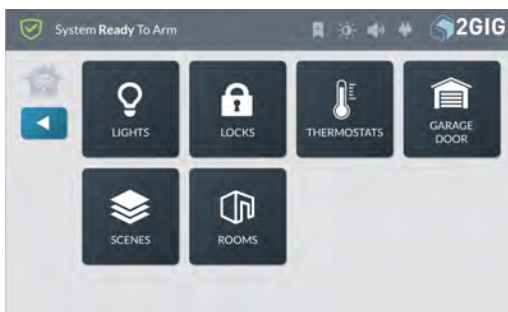 System Ready To Arm
2GIG
LIGHTS
LOCKS
THERMOSTATS
GARAGE
DOOR
SCENES
ROOMS